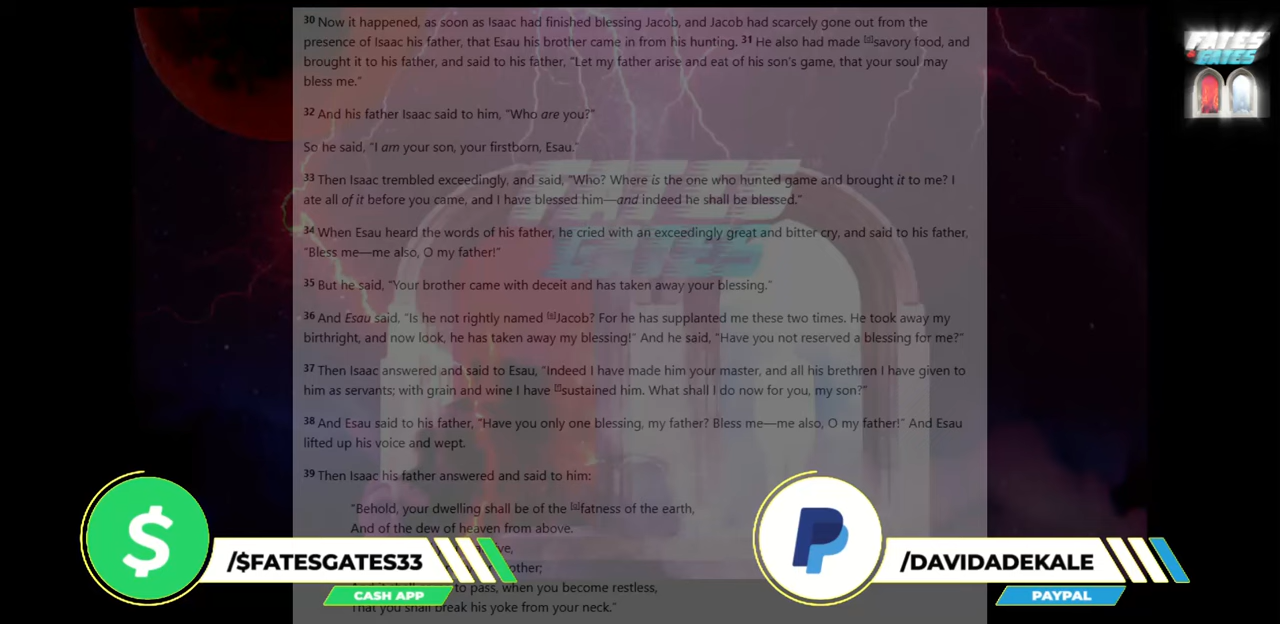 30 Now it happened, as soon as Isaac had finished blessing Jacob, and Jacob had scarcely gone out from the
presence of Isaac his father, that Esau his brother came in from his hunting. 31 He also had made [d]savory food, and
brought it to his father, and said to his father, “Let my father arise and eat of his son’s game, that your soul may
bless me.”
32 And his father Isaac said to him, “Who are you?”
So he said, “I am your son, your firstborn, Esau.”
33 Then Isaac trembled exceedingly, and said, “Who? Where is the one who hunted game and brought it to me? I
ate all of it before you came, and I have blessed him—and indeed he shall be blessed.”
34 When Esau heard the words of his father, he cried with an exceedingly great and bitter cry, and said to his father,
“Bless me—me also, O my father!”
35 But he said, “Your brother came with deceit and has taken away your blessing.”
36 And Esau said, “Is he not rightly named [e]Jacob? For he has supplanted me these two times. He took away my
birthright, and now look, he has taken away my blessing!” And he said, “Have you not reserved a blessing for me?”
37 Then Isaac answered and said to Esau, “Indeed I have made him your master, and all his brethren I have given to
him as servants; with grain and wine I have [f]sustained him. What shall I do now for you, my son?”
38 And Esau said to his father, “Have you only one blessing, my father? Bless me—me also, O my father!” And Esau
lifted up his voice and wept.
39 Then Isaac his father answered and said to him:
“Behold, your dwelling shall be of the [g]fatness of the earth,
And of the dew of heaven from above.
to pass, when you become restless,
That you shall break his yoke from your neck.”
FATES
GATES
FATES
GATES
/$FATESGATES33
CASH APP
/DAVIDADEKALE
PAYPAL